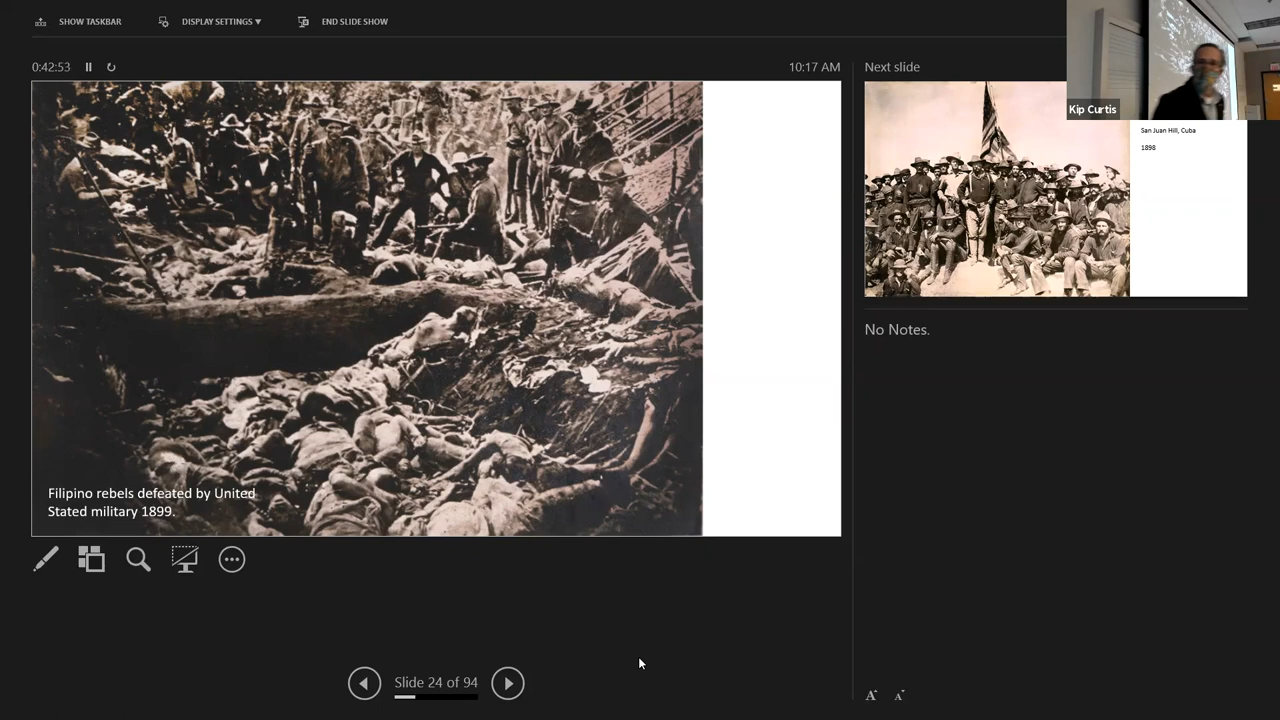 SHOW TASKBAR
DISPLAY SETTINGS ▼
END SLIDE SHOW
0:42:53
10:17 AM
Next slide
Kip Curtis
San Juan Hill, Cuba
1898
No Notes.
Filipino rebels defeated by United
Stated military 1899.
Slide 24 of 94
A
A